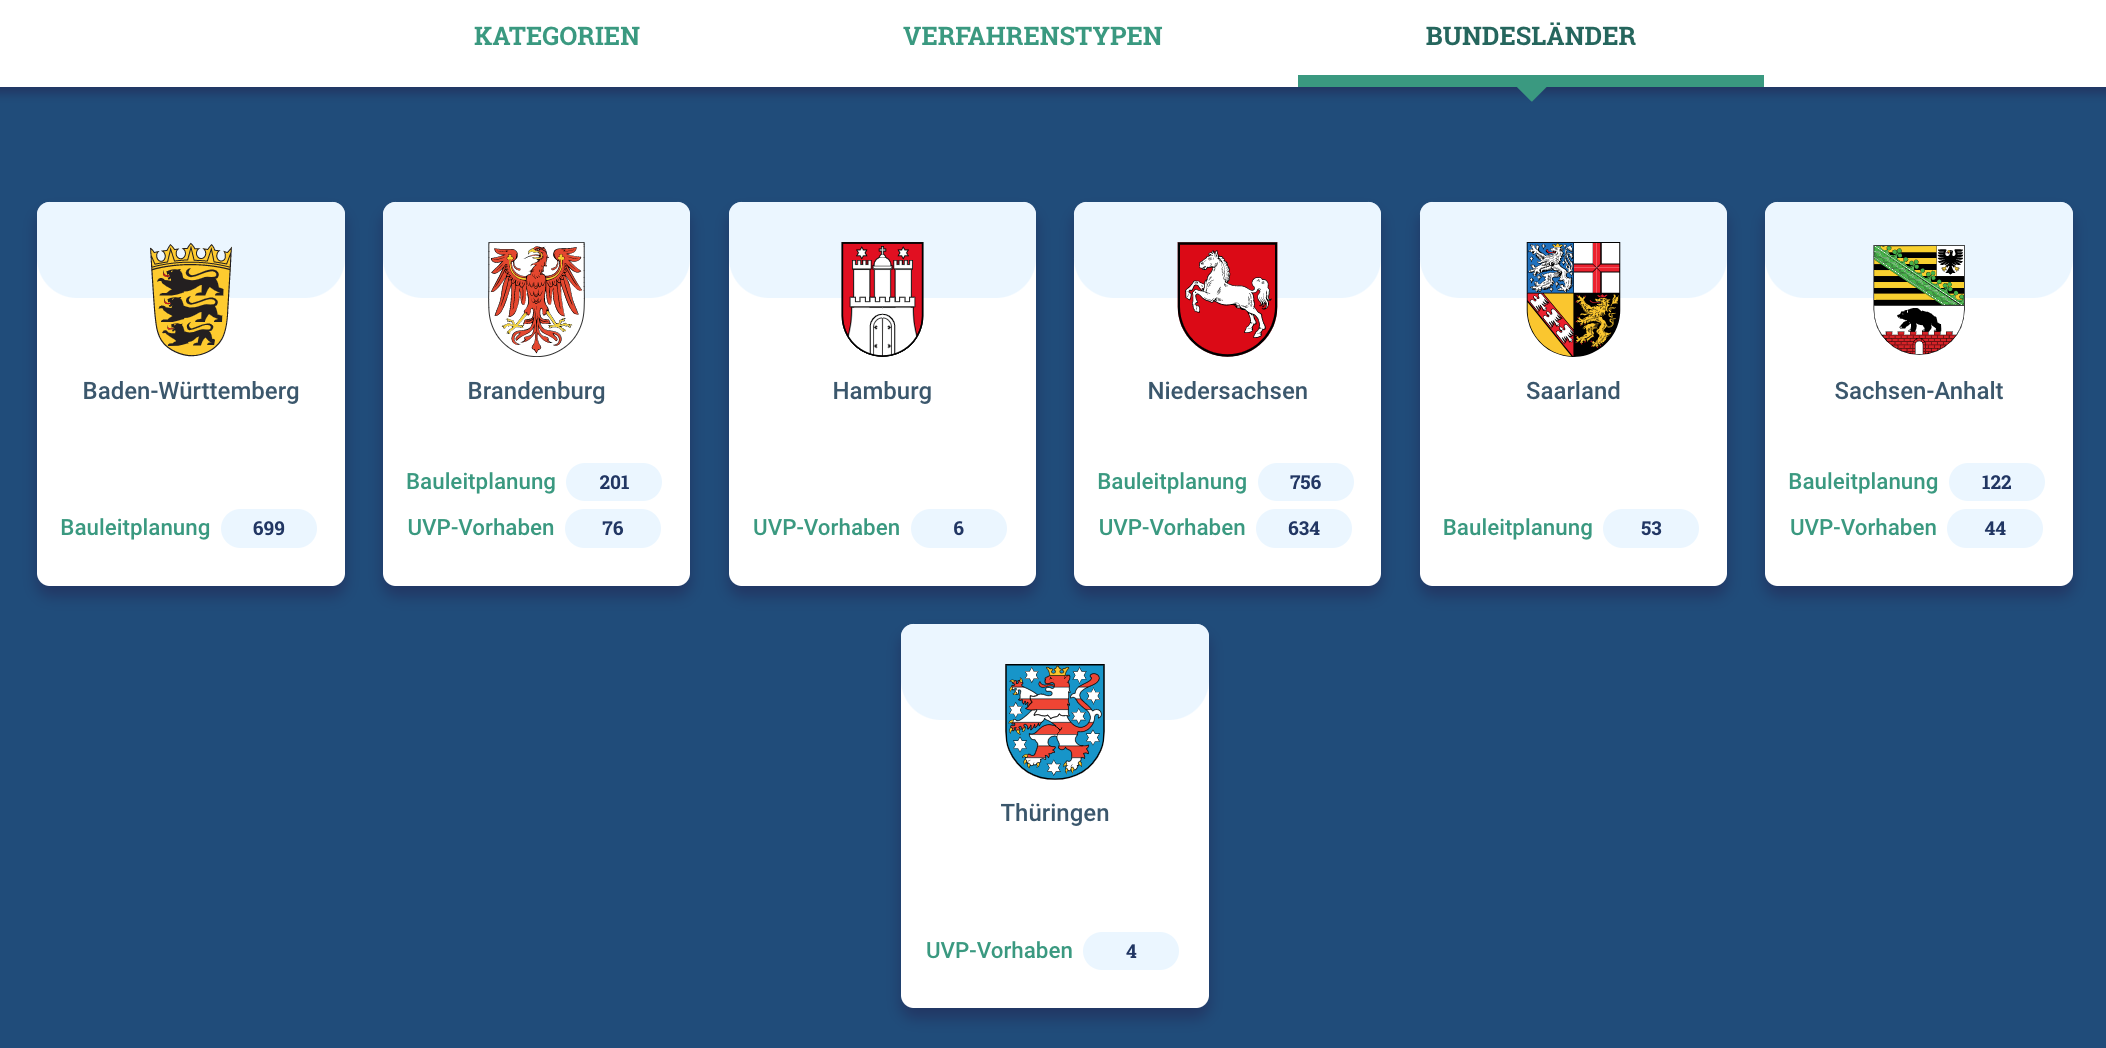 KATEGORIEN
VERFAHRENSTYPEN
BUNDESLÄNDER
Baden-Württemberg
Bauleitplanung 699
Brandenburg
Bauleitplanung 201
UVP-Vorhaben 76
Hamburg
UVP-Vorhaben 6
Niedersachsen
Bauleitplanung 756
UVP-Vorhaben 634
Saarland
Bauleitplanung 53
Sachsen-Anhalt
Bauleitplanung 122
UVP-Vorhaben 44
Thüringen
UVP-Vorhaben 4